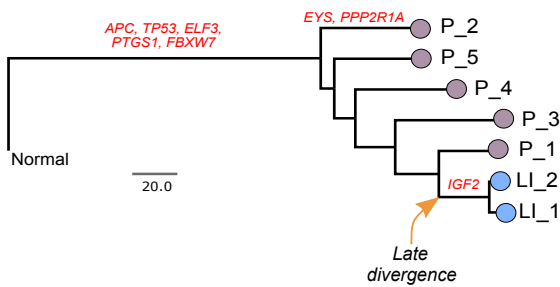 APC, TP53, ELF3,
PTGS1, FBXW7
EYS, PPP2R1A
P_2
P_5
P_4
P_3
P_1
Normal
20.0
IGF2
LI_2
LI_1
Late
divergence